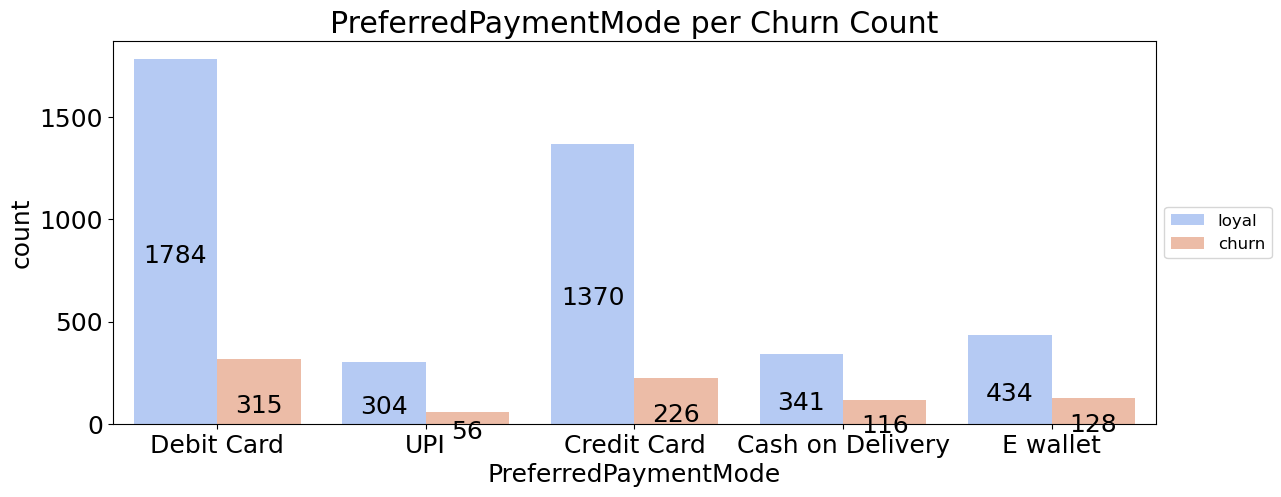 PreferredPaymentMode per Churn Count
count
1500
1000
500
0
1784
315
304
56
1370
226
341
116
434
128
Debit Card
UPI
Credit Card
Cash on Delivery
E wallet
PreferredPaymentMode
loyal
churn